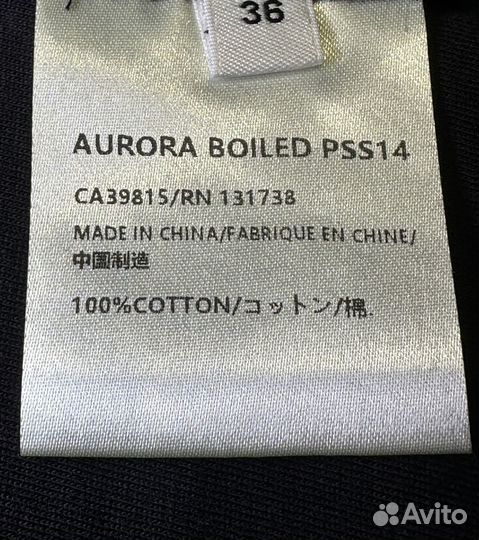 36
AURORA BOILED PSS14
CA39815/RN 131738
MADE IN CHINA/FABRIQUE EN CHINE/
中國制造
100%COTTON/コットン/棉.
Avito